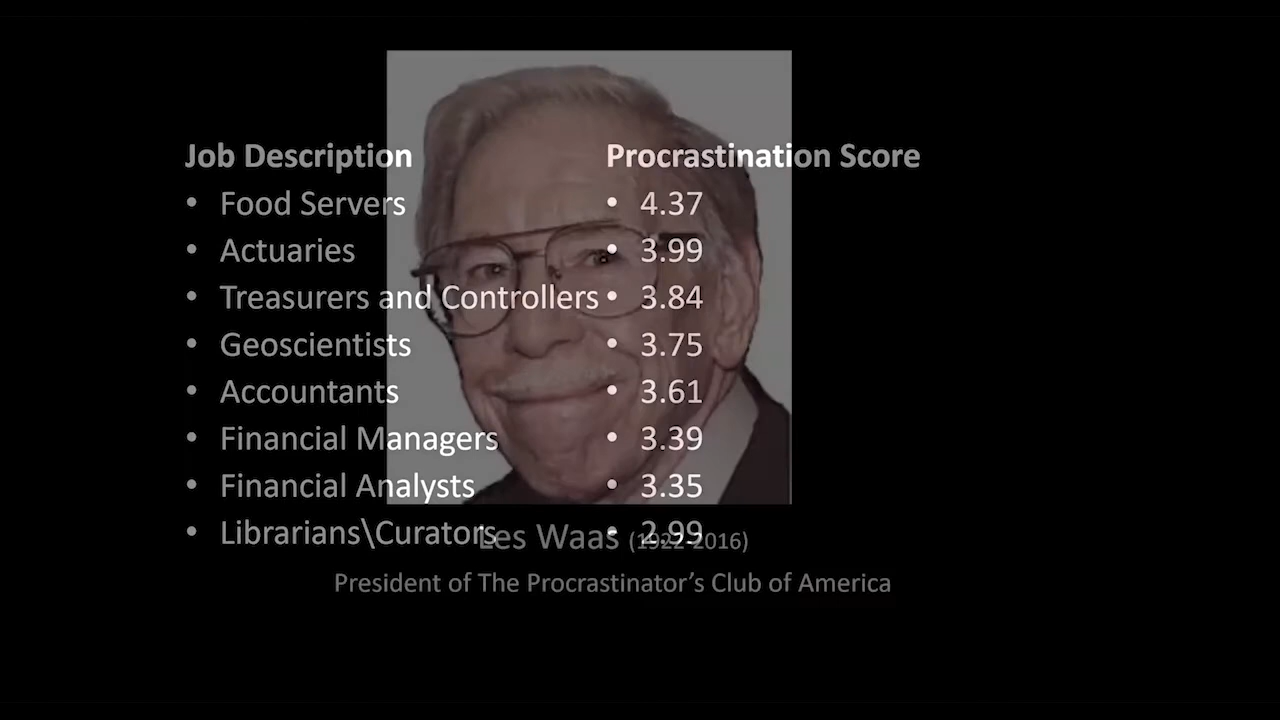 Job Description Procrastination Score
• Food Servers • 4.37
• Actuaries • 3.99
• Treasurers and Controllers • 3.84
• Geoscientists • 3.75
• Accountants • 3.61
• Financial Managers • 3.39
• Financial Analysts • 3.35
• Librarians\Curators • 2.99
Les Waas (1922-2016)
President of The Procrastinator’s Club of America